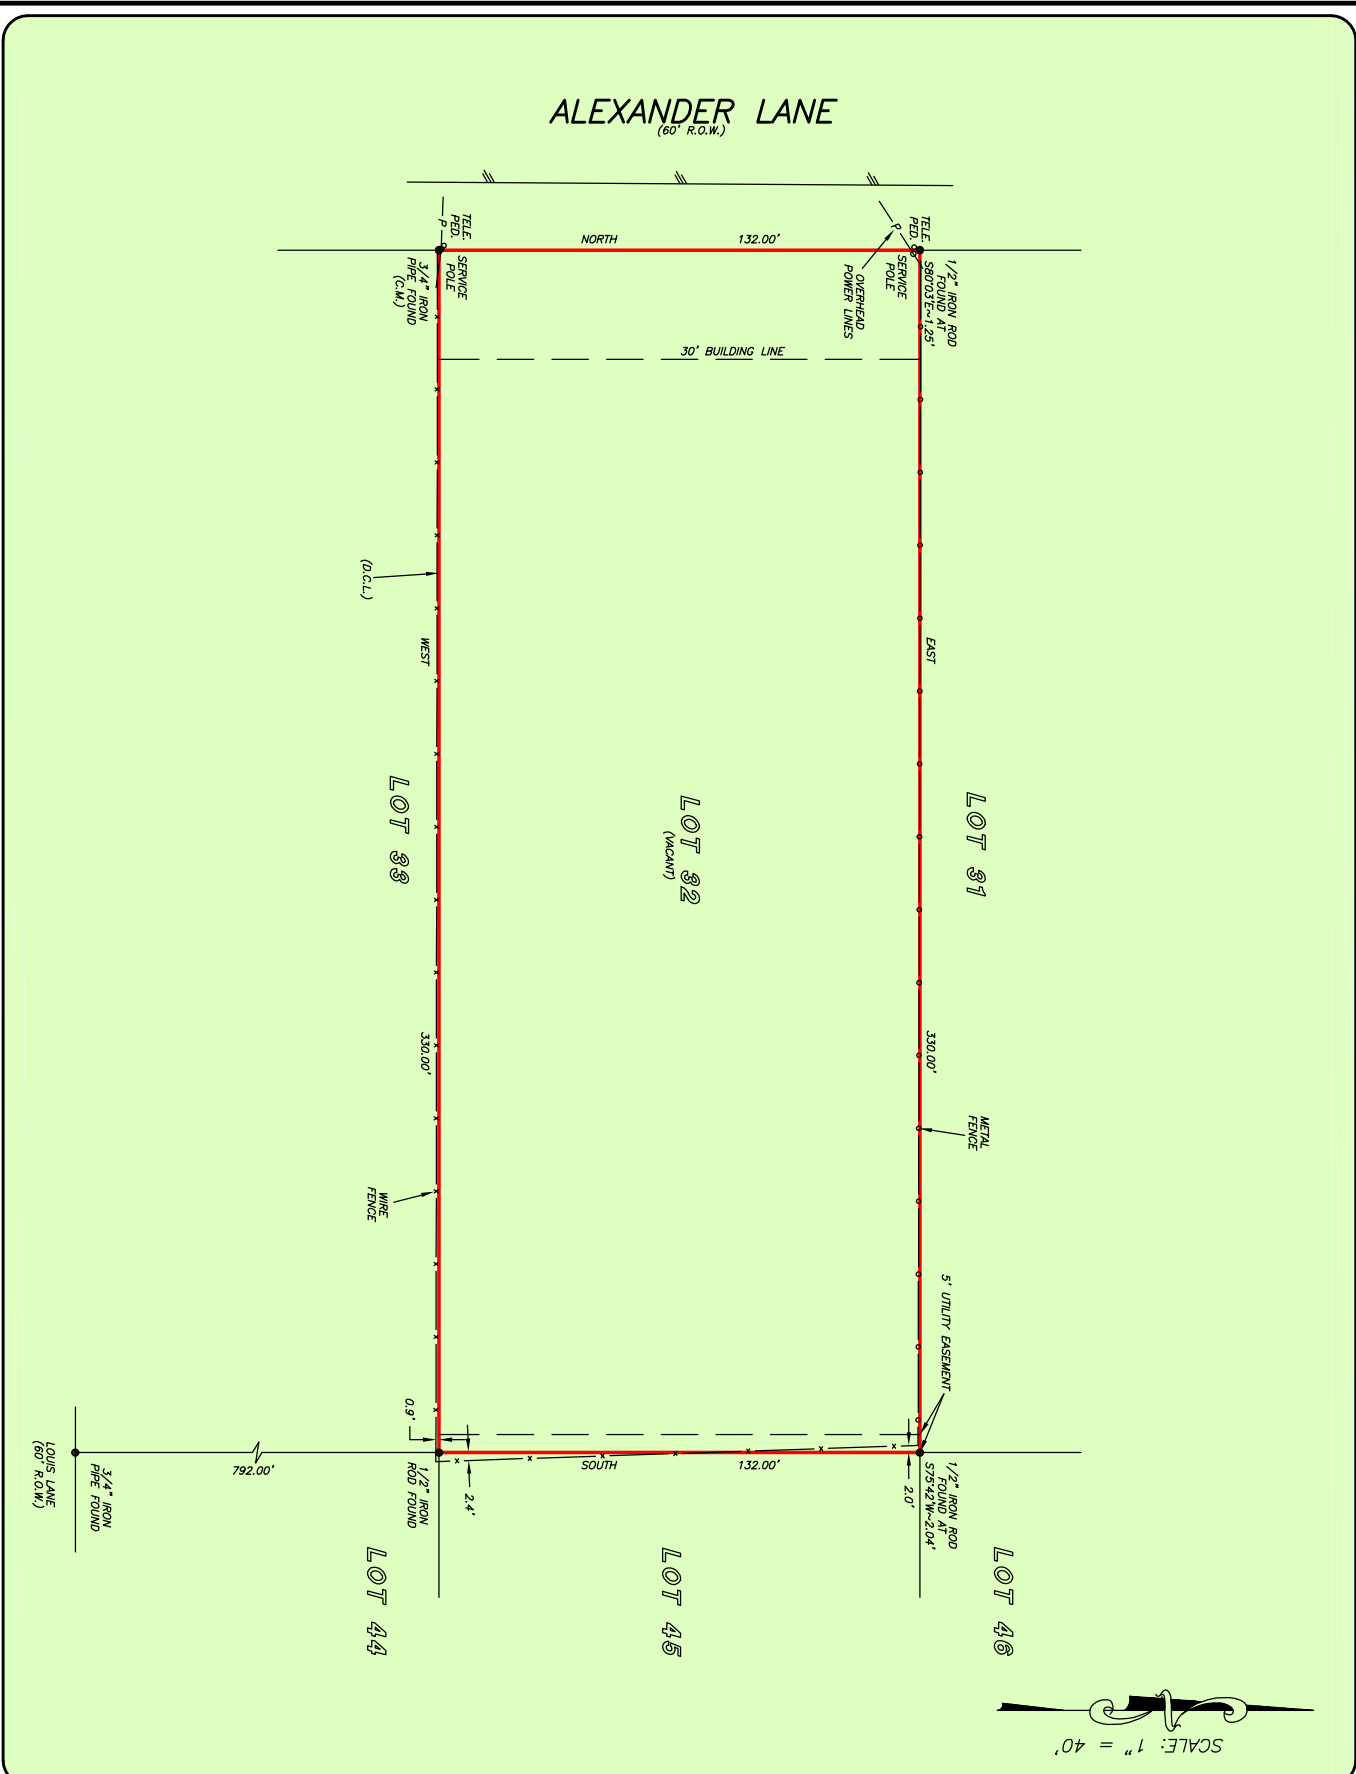 ALEXANDER LANE
(60' R.O.W.)
TELE.
PED.
P
SERVICE
POLE
3/4" IRON
PIPE FOUND
(C.M.)
NORTH
132.00'
TELE.
PED.
P
SERVICE
POLE
OVERHEAD
POWER LINES
1/2" IRON ROD
FOUND AT
S80°03'E~1.25'
30' BUILDING LINE
(D.C.L.)
WEST
EAST
LOT 33
LOT 32
(VACANT)
LOT 31
330.00'
330.00'
METAL
FENCE
WIRE
FENCE
5' UTILITY EASEMENT
0.9'
2.4'
SOUTH
132.00'
2.0'
1/2" IRON ROD
FOUND AT
S75°42'W~2.04'
1/2" IRON
ROD FOUND
792.00'
3/4" IRON
PIPE FOUND
LOUIS LANE
(60' R.O.W.)
LOT 44
LOT 45
LOT 46
N
SCALE: 1" = 40'